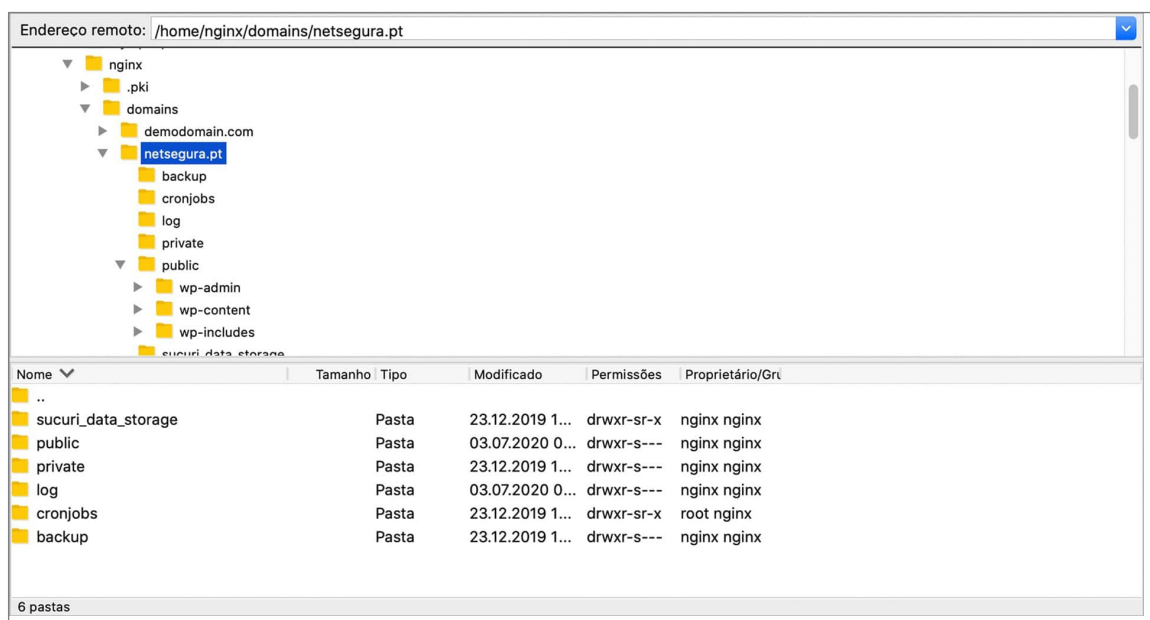 Endereço remoto: /home/nginx/domains/netsegura.pt
nginx
.pki
domains
demodomain.com
netsegura.pt
backup
cronjobs
log
private
public
wp-admin
wp-content
wp-includes
sucuri_data_storage
Nome Tamanho Tipo Modificado Permissões Proprietário/Gru
..
sucuri_data_storage Pasta 23.12.2019 1... drwxr-sr-x nginx nginx
public Pasta 03.07.2020 0... drwxr-s--- nginx nginx
private Pasta 23.12.2019 1... drwxr-s--- nginx nginx
log Pasta 03.07.2020 0... drwxr-s--- nginx nginx
cronjobs Pasta 23.12.2019 1... drwxr-sr-x root nginx
backup Pasta 23.12.2019 1... drwxr-s--- nginx nginx
6 pastas